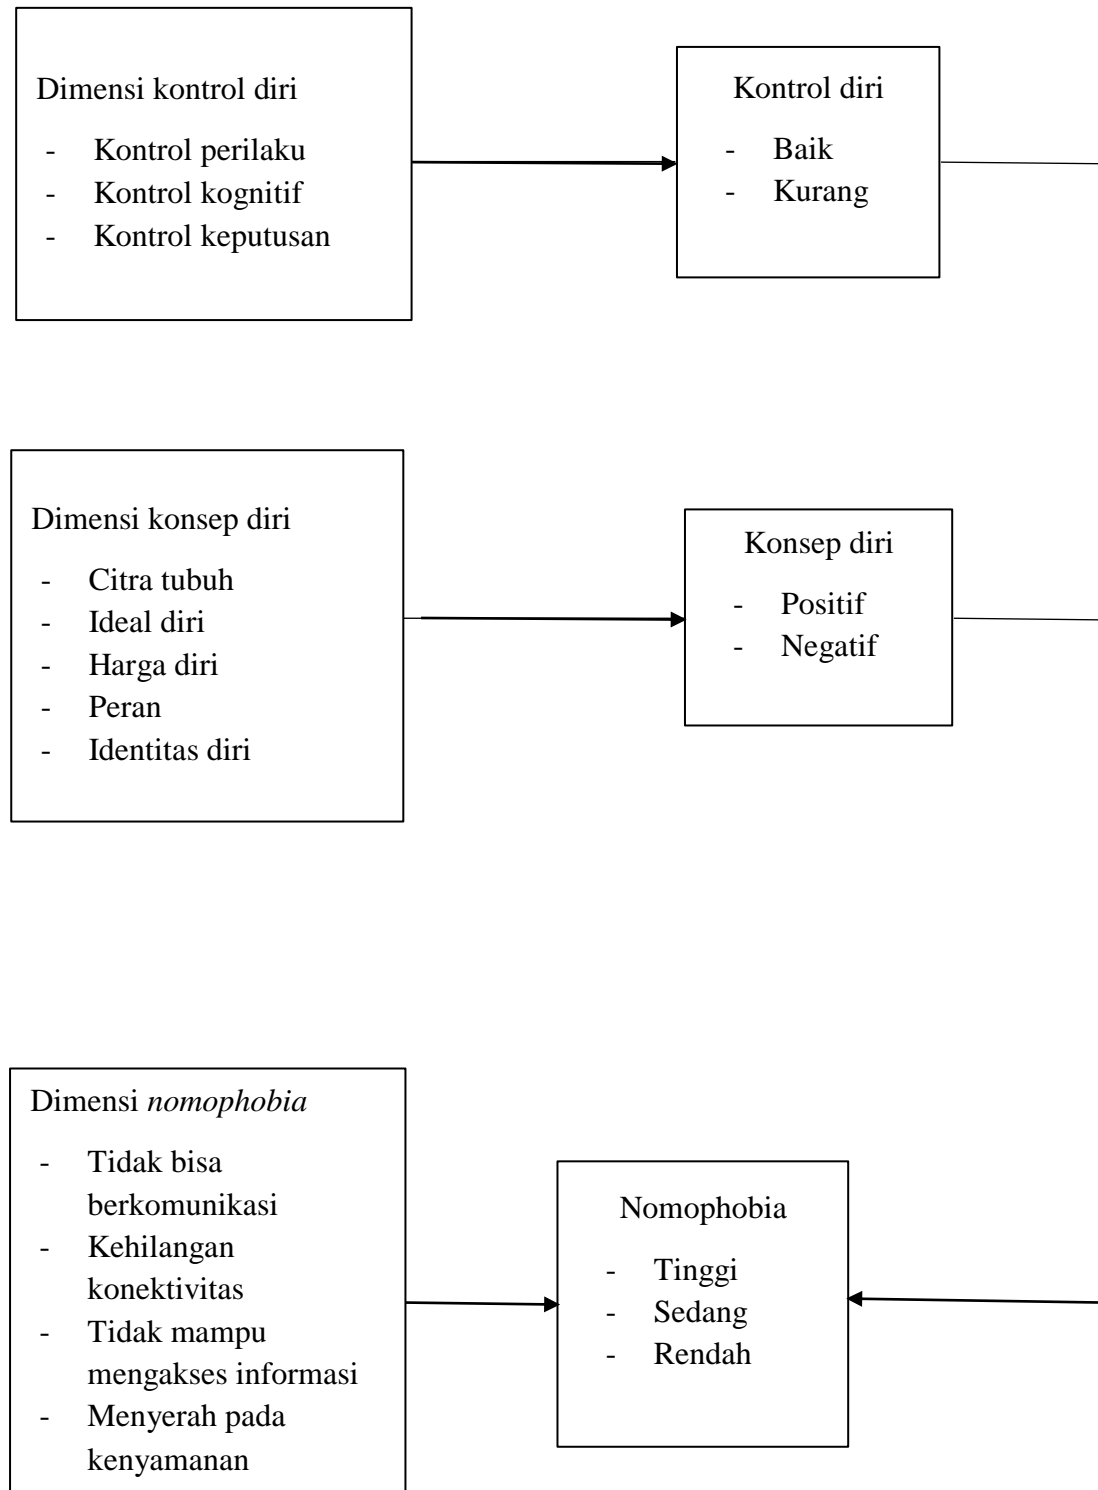 Dimensi kontrol diri
- Kontrol perilaku
- Kontrol kognitif
- Kontrol keputusan
Kontrol diri
- Baik
- Kurang
Dimensi konsep diri
- Citra tubuh
- Ideal diri
- Harga diri
- Peran
- Identitas diri
Konsep diri
- Positif
- Negatif
Dimensi nomophobia
- Tidak bisa
berkomunikasi
- Kehilangan
konektivitas
- Tidak mampu
mengakses informasi
- Menyerah pada
kenyamanan
Nomophobia
- Tinggi
- Sedang
- Rendah